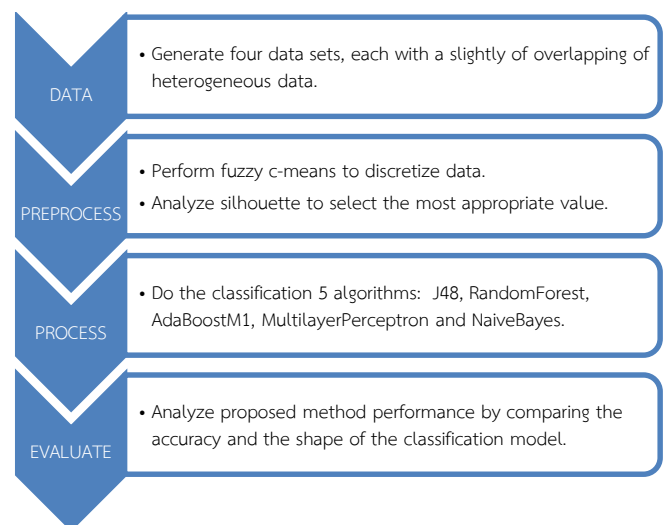 DATA
• Generate four data sets, each with a slightly of overlapping of
heterogeneous data.
PREPROCESS
• Perform fuzzy c-means to discretize data.
• Analyze silhouette to select the most appropriate value.
PROCESS
• Do the classification 5 algorithms: J48, RandomForest,
AdaBoostM1, MultilayerPerceptron and NaiveBayes.
EVALUATE
• Analyze proposed method performance by comparing the
accuracy and the shape of the classification model.